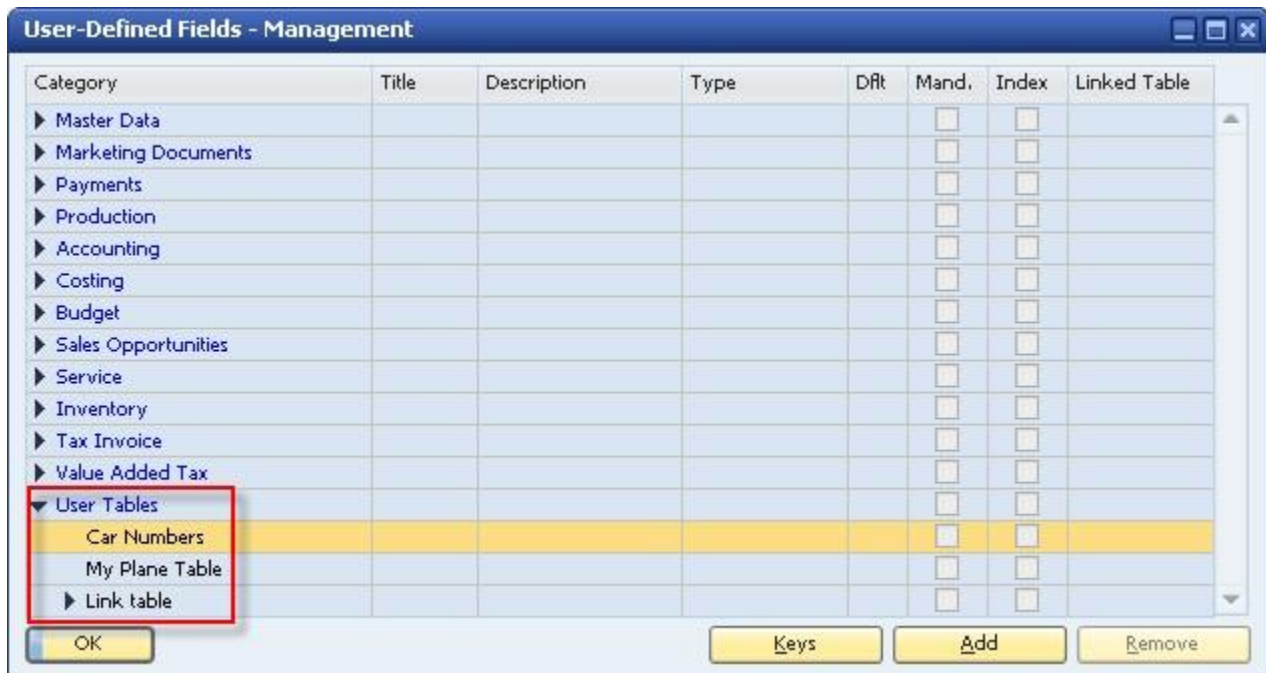 User-Defined Fields - Management
Category Title Description Type Dflt Mand. Index Linked Table
Master Data
Marketing Documents
Payments
Production
Accounting
Costing
Budget
Sales Opportunities
Service
Inventory
Tax Invoice
Value Added Tax
User Tables
Car Numbers
My Plane Table
Link table
OK Keys Add Remove